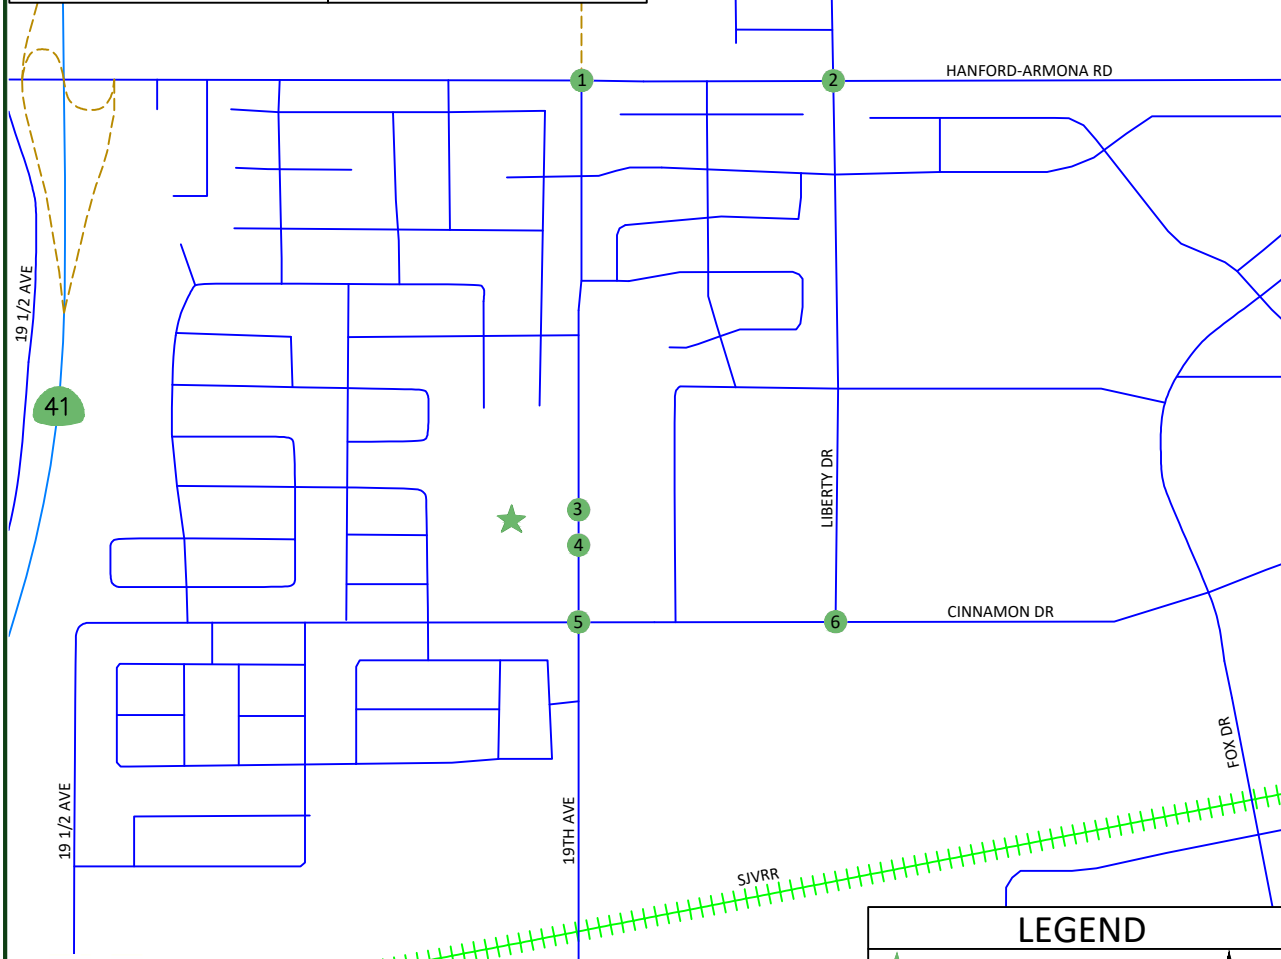 HANFORD-ARMONA RD
1
2
19 1/2 AVE
41
LIBERTY DR
3
4
5
6
CINNAMON DR
FOX DR
19 1/2 AVE
19TH AVE
SJVRR
LEGEND